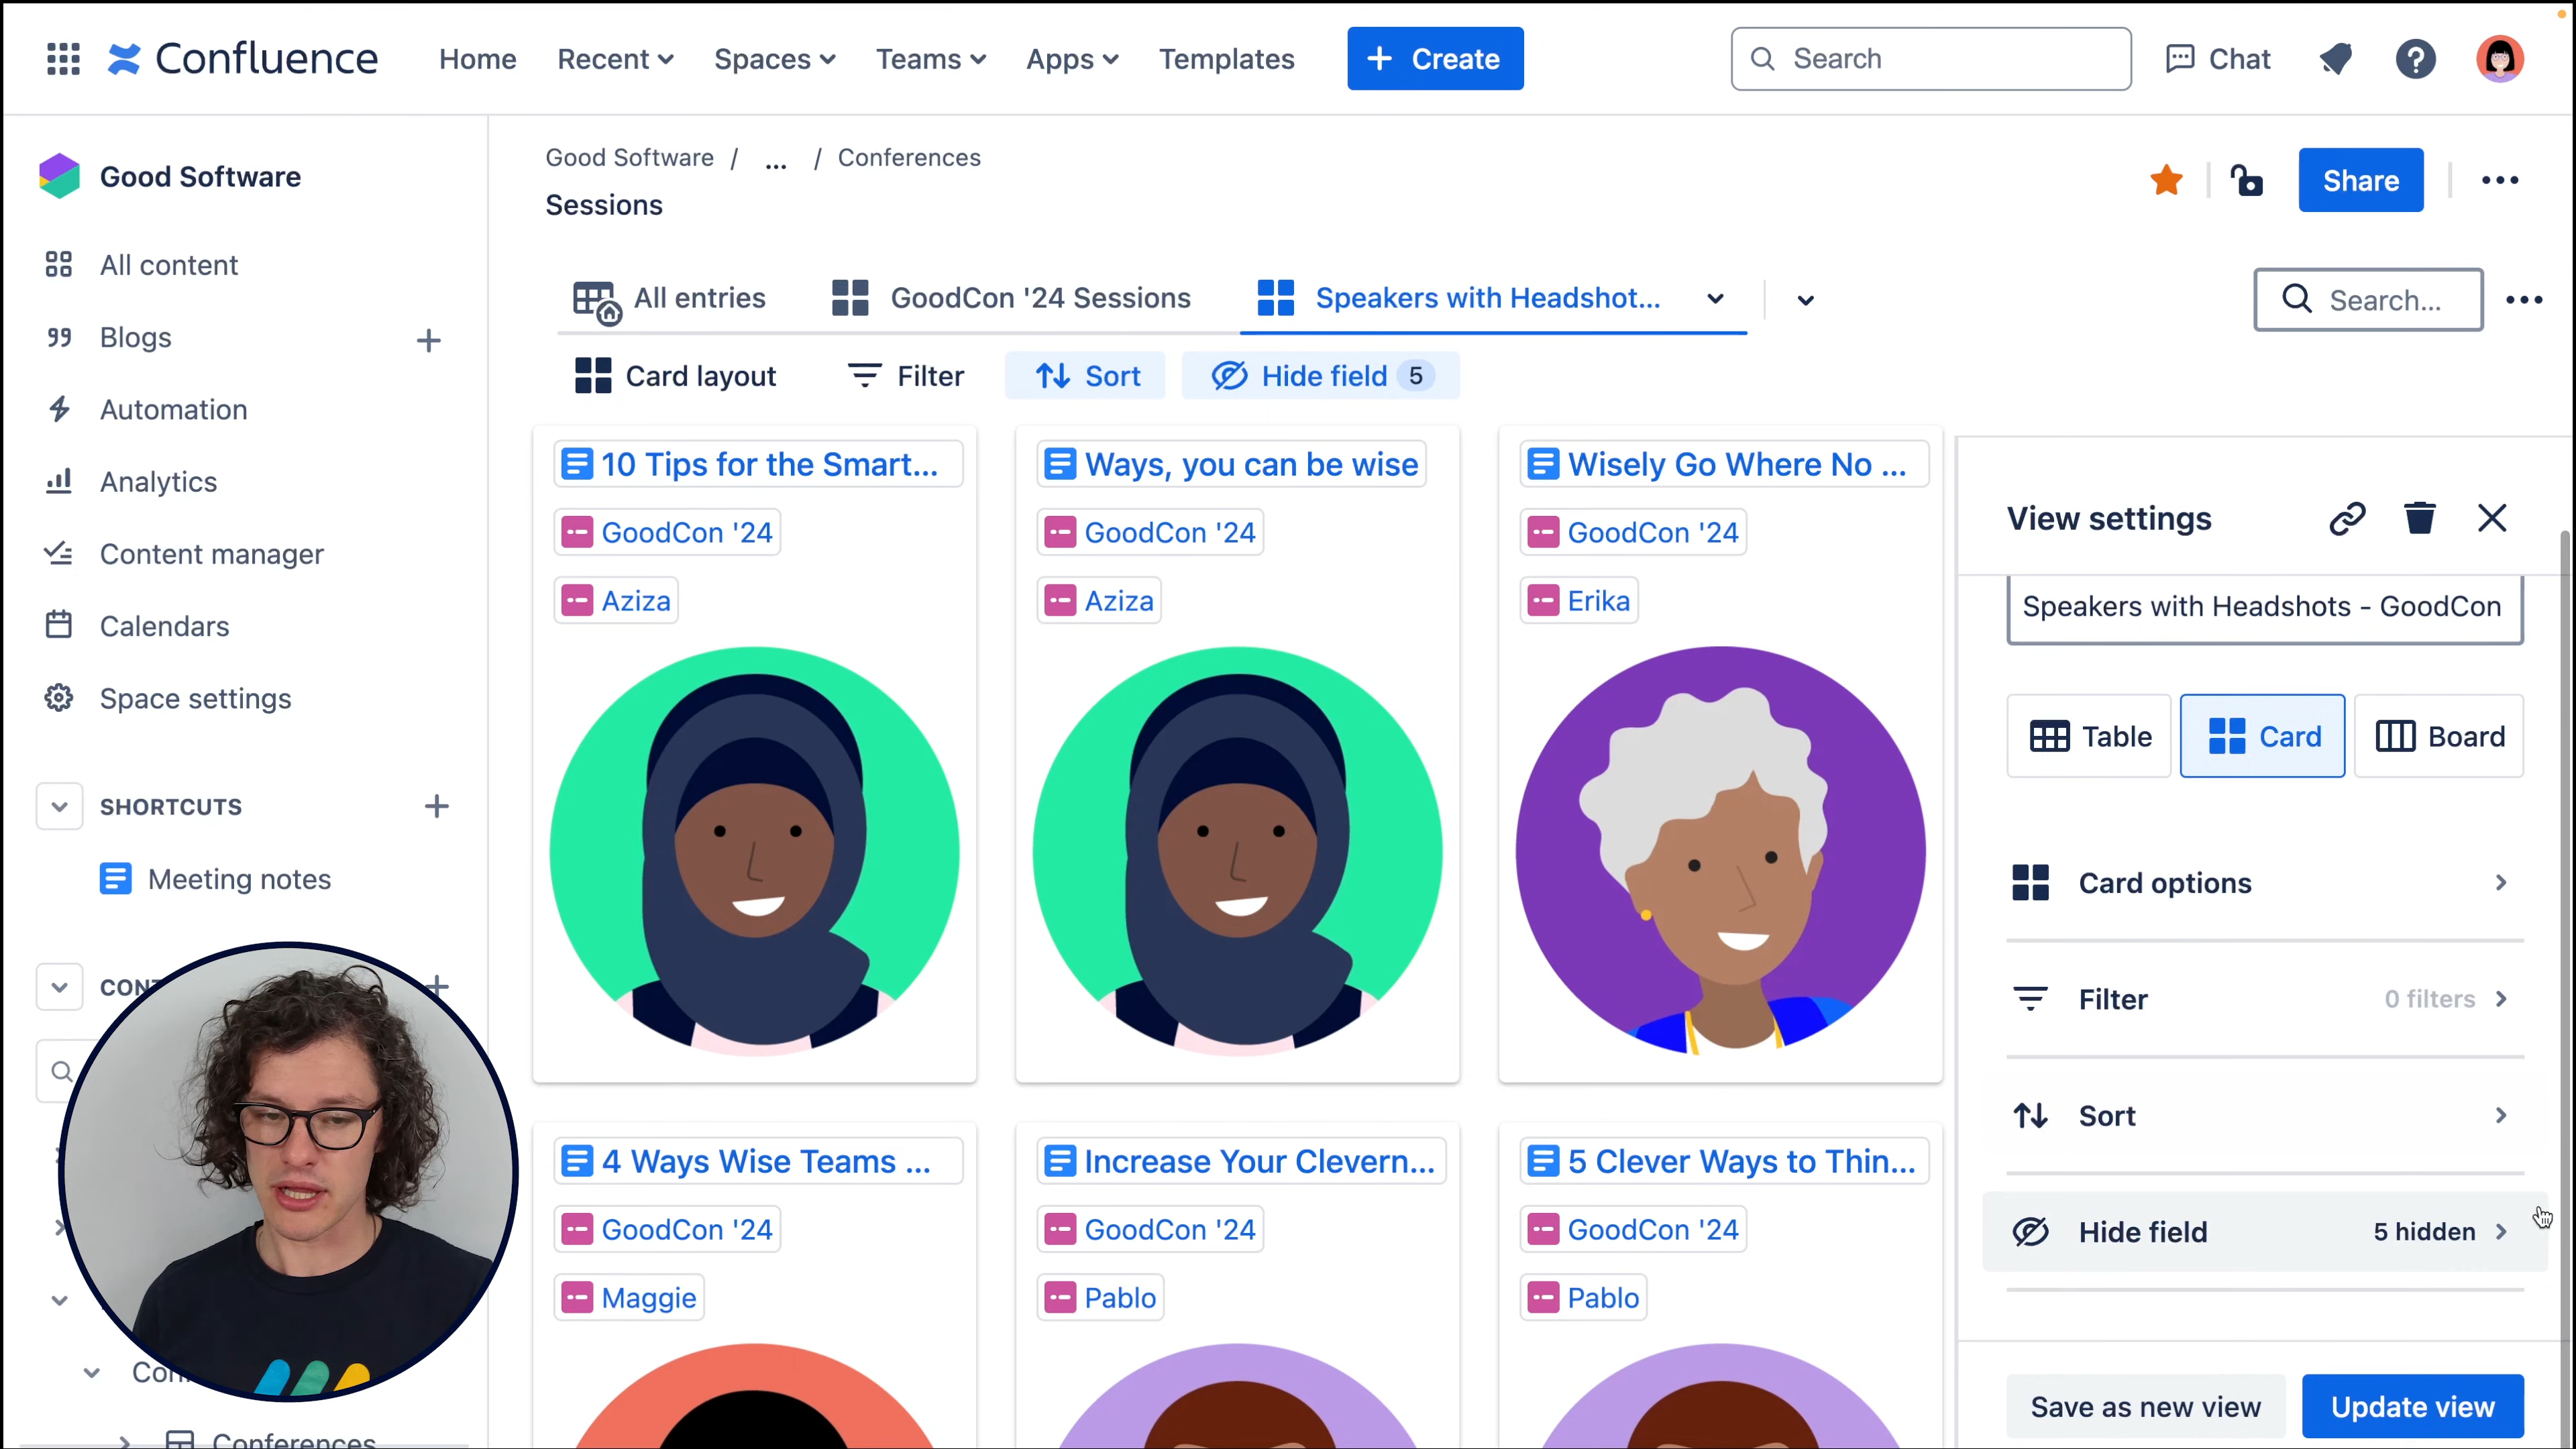 Confluence Home Recent Spaces Teams Apps Templates + Create Search Chat
Good Software
All content
Blogs
Automation
Analytics
Content manager
Calendars
Space settings
SHORTCUTS
Meeting notes
Conferences
Good Software / ... / Conferences
Sessions
Share
All entries GoodCon '24 Sessions Speakers with Headshot... Search...
Card layout Filter Sort Hide field 5
10 Tips for the Smart...
GoodCon '24
Aziza
Ways, you can be wise
GoodCon '24
Aziza
Wisely Go Where No ...
GoodCon '24
Erika
4 Ways Wise Teams ...
GoodCon '24
Maggie
Increase Your Clevern...
GoodCon '24
Pablo
5 Clever Ways to Thin...
GoodCon '24
Pablo
View settings
Speakers with Headshots - GoodCon
Table Card Board
Card options
Filter 0 filters
Sort
Hide field 5 hidden
Save as new view Update view